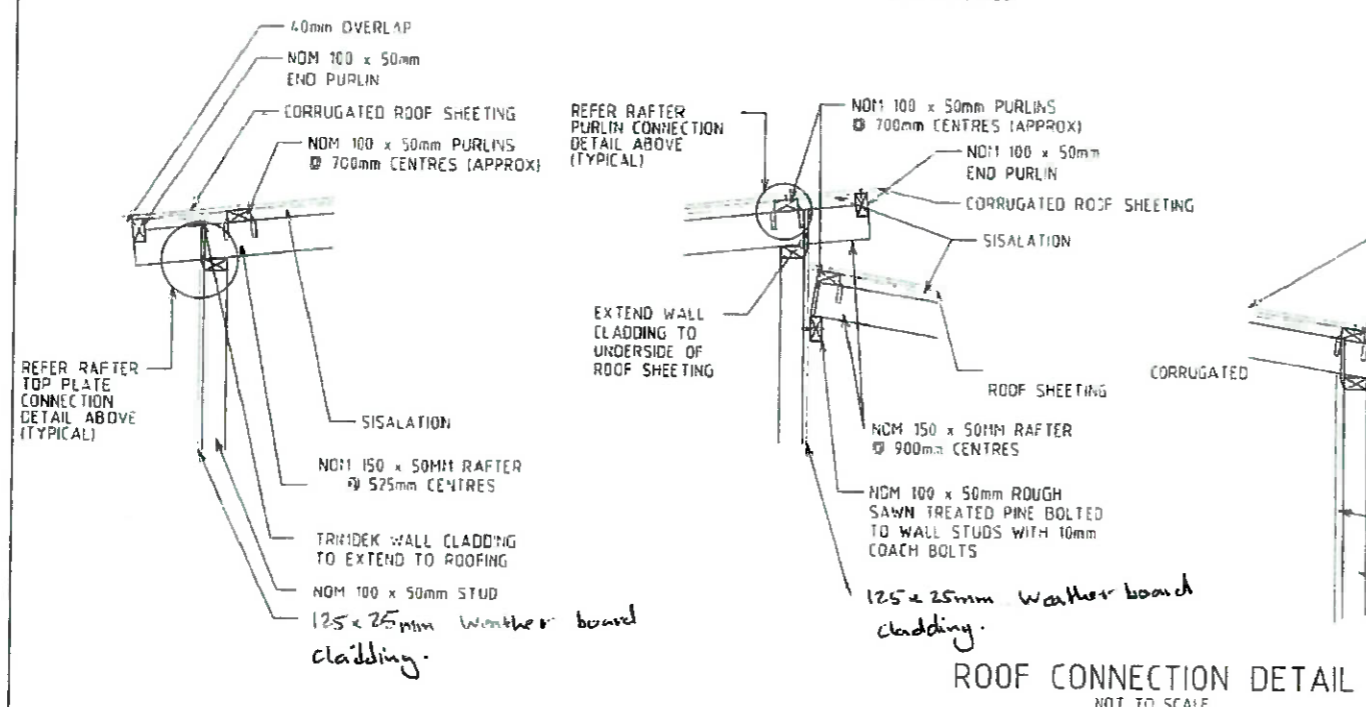 40mm OVERLAP
NOM 100 x 50mm
END PURLIN
CORRUGATED ROOF SHEETING
NOM 100 x 50mm PURLINS
@ 700mm CENTRES (APPROX)
REFER RAFTER
TOP PLATE
CONNECTION
DETAIL ABOVE
(TYPICAL)
SISALATION
NOM 150 x 50MM RAFTER
@ 525mm CENTRES
TRIMDEK WALL CLADDING
TO EXTEND TO ROOFING
NOM 100 x 50mm STUD
125 x 25mm Weather board
cladding.
REFER RAFTER
PURLIN CONNECTION
DETAIL ABOVE
(TYPICAL)
NOM 100 x 50mm PURLINS
@ 700mm CENTRES (APPROX)
NOM 100 x 50mm
END PURLIN
CORRUGATED ROOF SHEETING
SISALATION
EXTEND WALL
CLADDING TO
UNDERSIDE OF
ROOF SHEETING
ROOF SHEETING
NOM 150 x 50MM RAFTER
@ 900mm CENTRES
NOM 100 x 50mm ROUGH
SAWN TREATED PINE BOLTED
TO WALL STUDS WITH 10mm
COACH BOLTS
125 x 25mm Weather board
cladding.
CORRUGATED
ROOF CONNECTION DETAIL
NOT TO SCALE